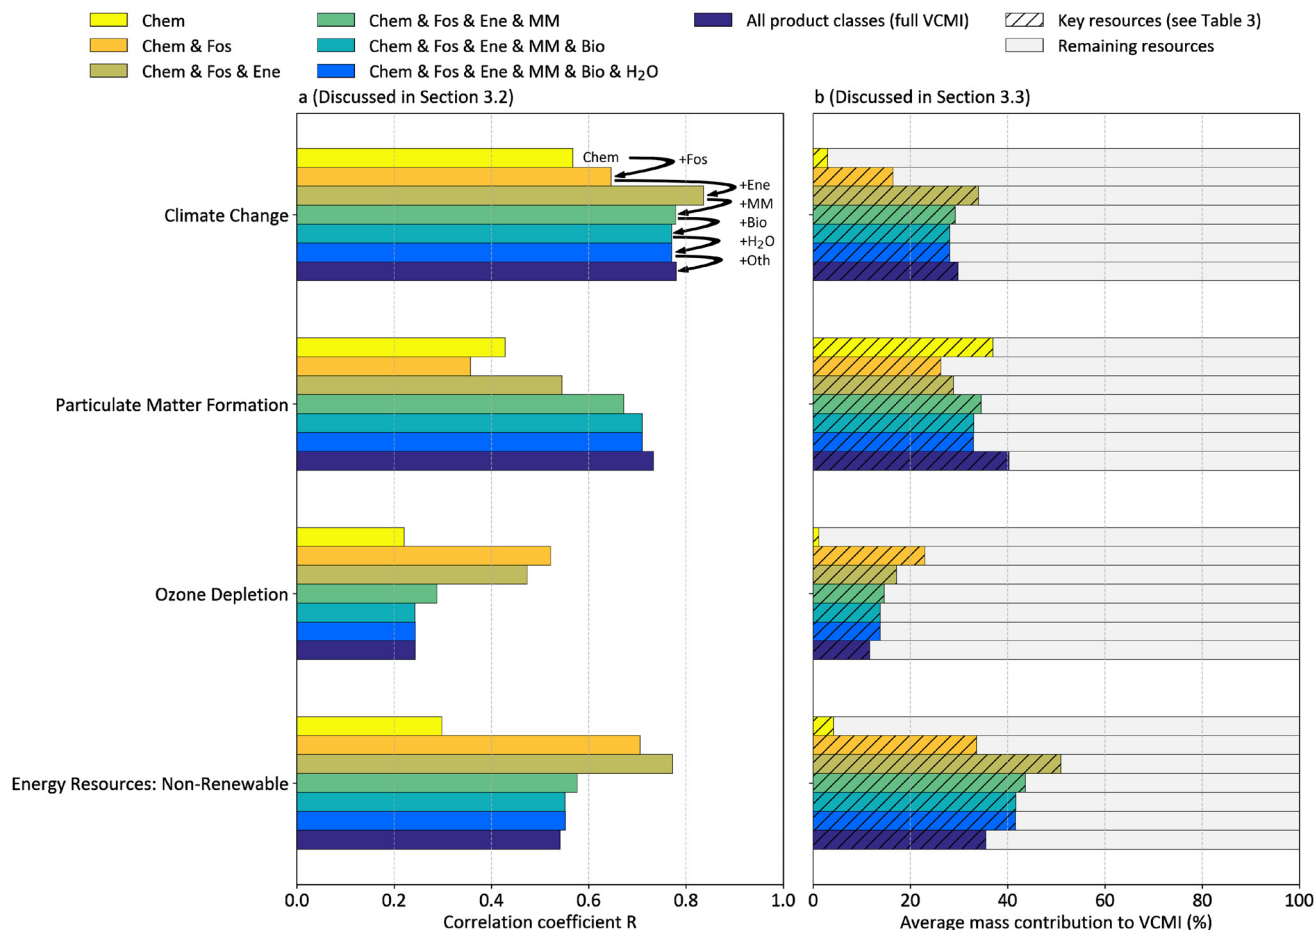 Chem
Chem & Fos
Chem & Fos & Ene
Chem & Fos & Ene & MM
Chem & Fos & Ene & MM & Bio
Chem & Fos & Ene & MM & Bio & H₂O
All product classes (full VCMI)
Key resources (see Table 3)
Remaining resources
a (Discussed in Section 3.2)
b (Discussed in Section 3.3)
Climate Change
Particulate Matter Formation
Ozone Depletion
Energy Resources: Non-Renewable
Chem
+Fos
+Ene
+MM
+Bio
+H₂O
+Oth
0.0 0.2 0.4 0.6 0.8 1.0
Correlation coefficient R
0 20 40 60 80 100
Average mass contribution to VCMI (%)